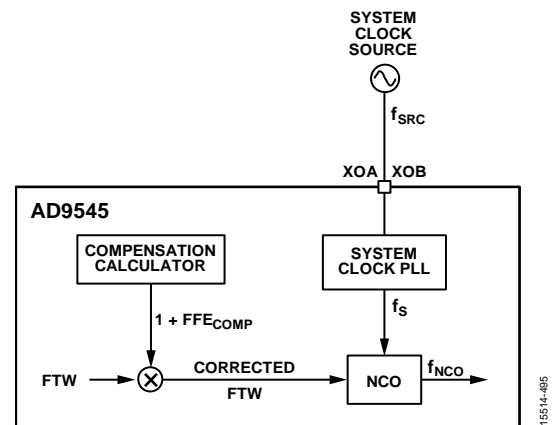 SYSTEM
CLOCK
SOURCE
fSRC
XOA XOB
AD9545
COMPENSATION
CALCULATOR
SYSTEM
CLOCK PLL
1 + FFECOMP
fS
FTW
CORRECTED
FTW
NCO
fNCO
15514-495